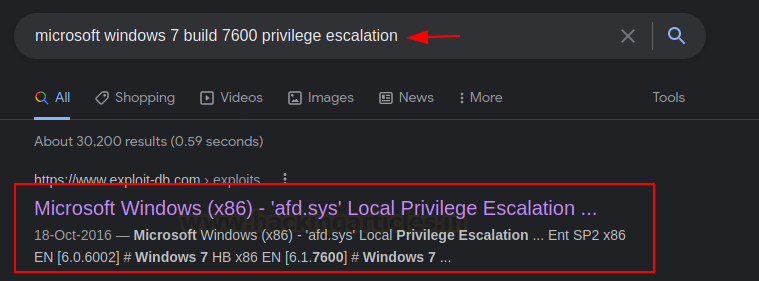 microsoft windows 7 build 7600 privilege escalation
All Shopping Videos Images News More Tools
About 30,200 results (0.59 seconds)
https://www.exploit-db.com › exploits
Microsoft Windows (x86) - 'afd.sys' Local Privilege Escalation ...
www.hackingarticles.in
18-Oct-2016 — Microsoft Windows (x86) - 'afd.sys' Local Privilege Escalation ... Ent SP2 x86
EN [6.0.6002] # Windows 7 HB x86 EN [6.1.7600] # Windows 7 ...